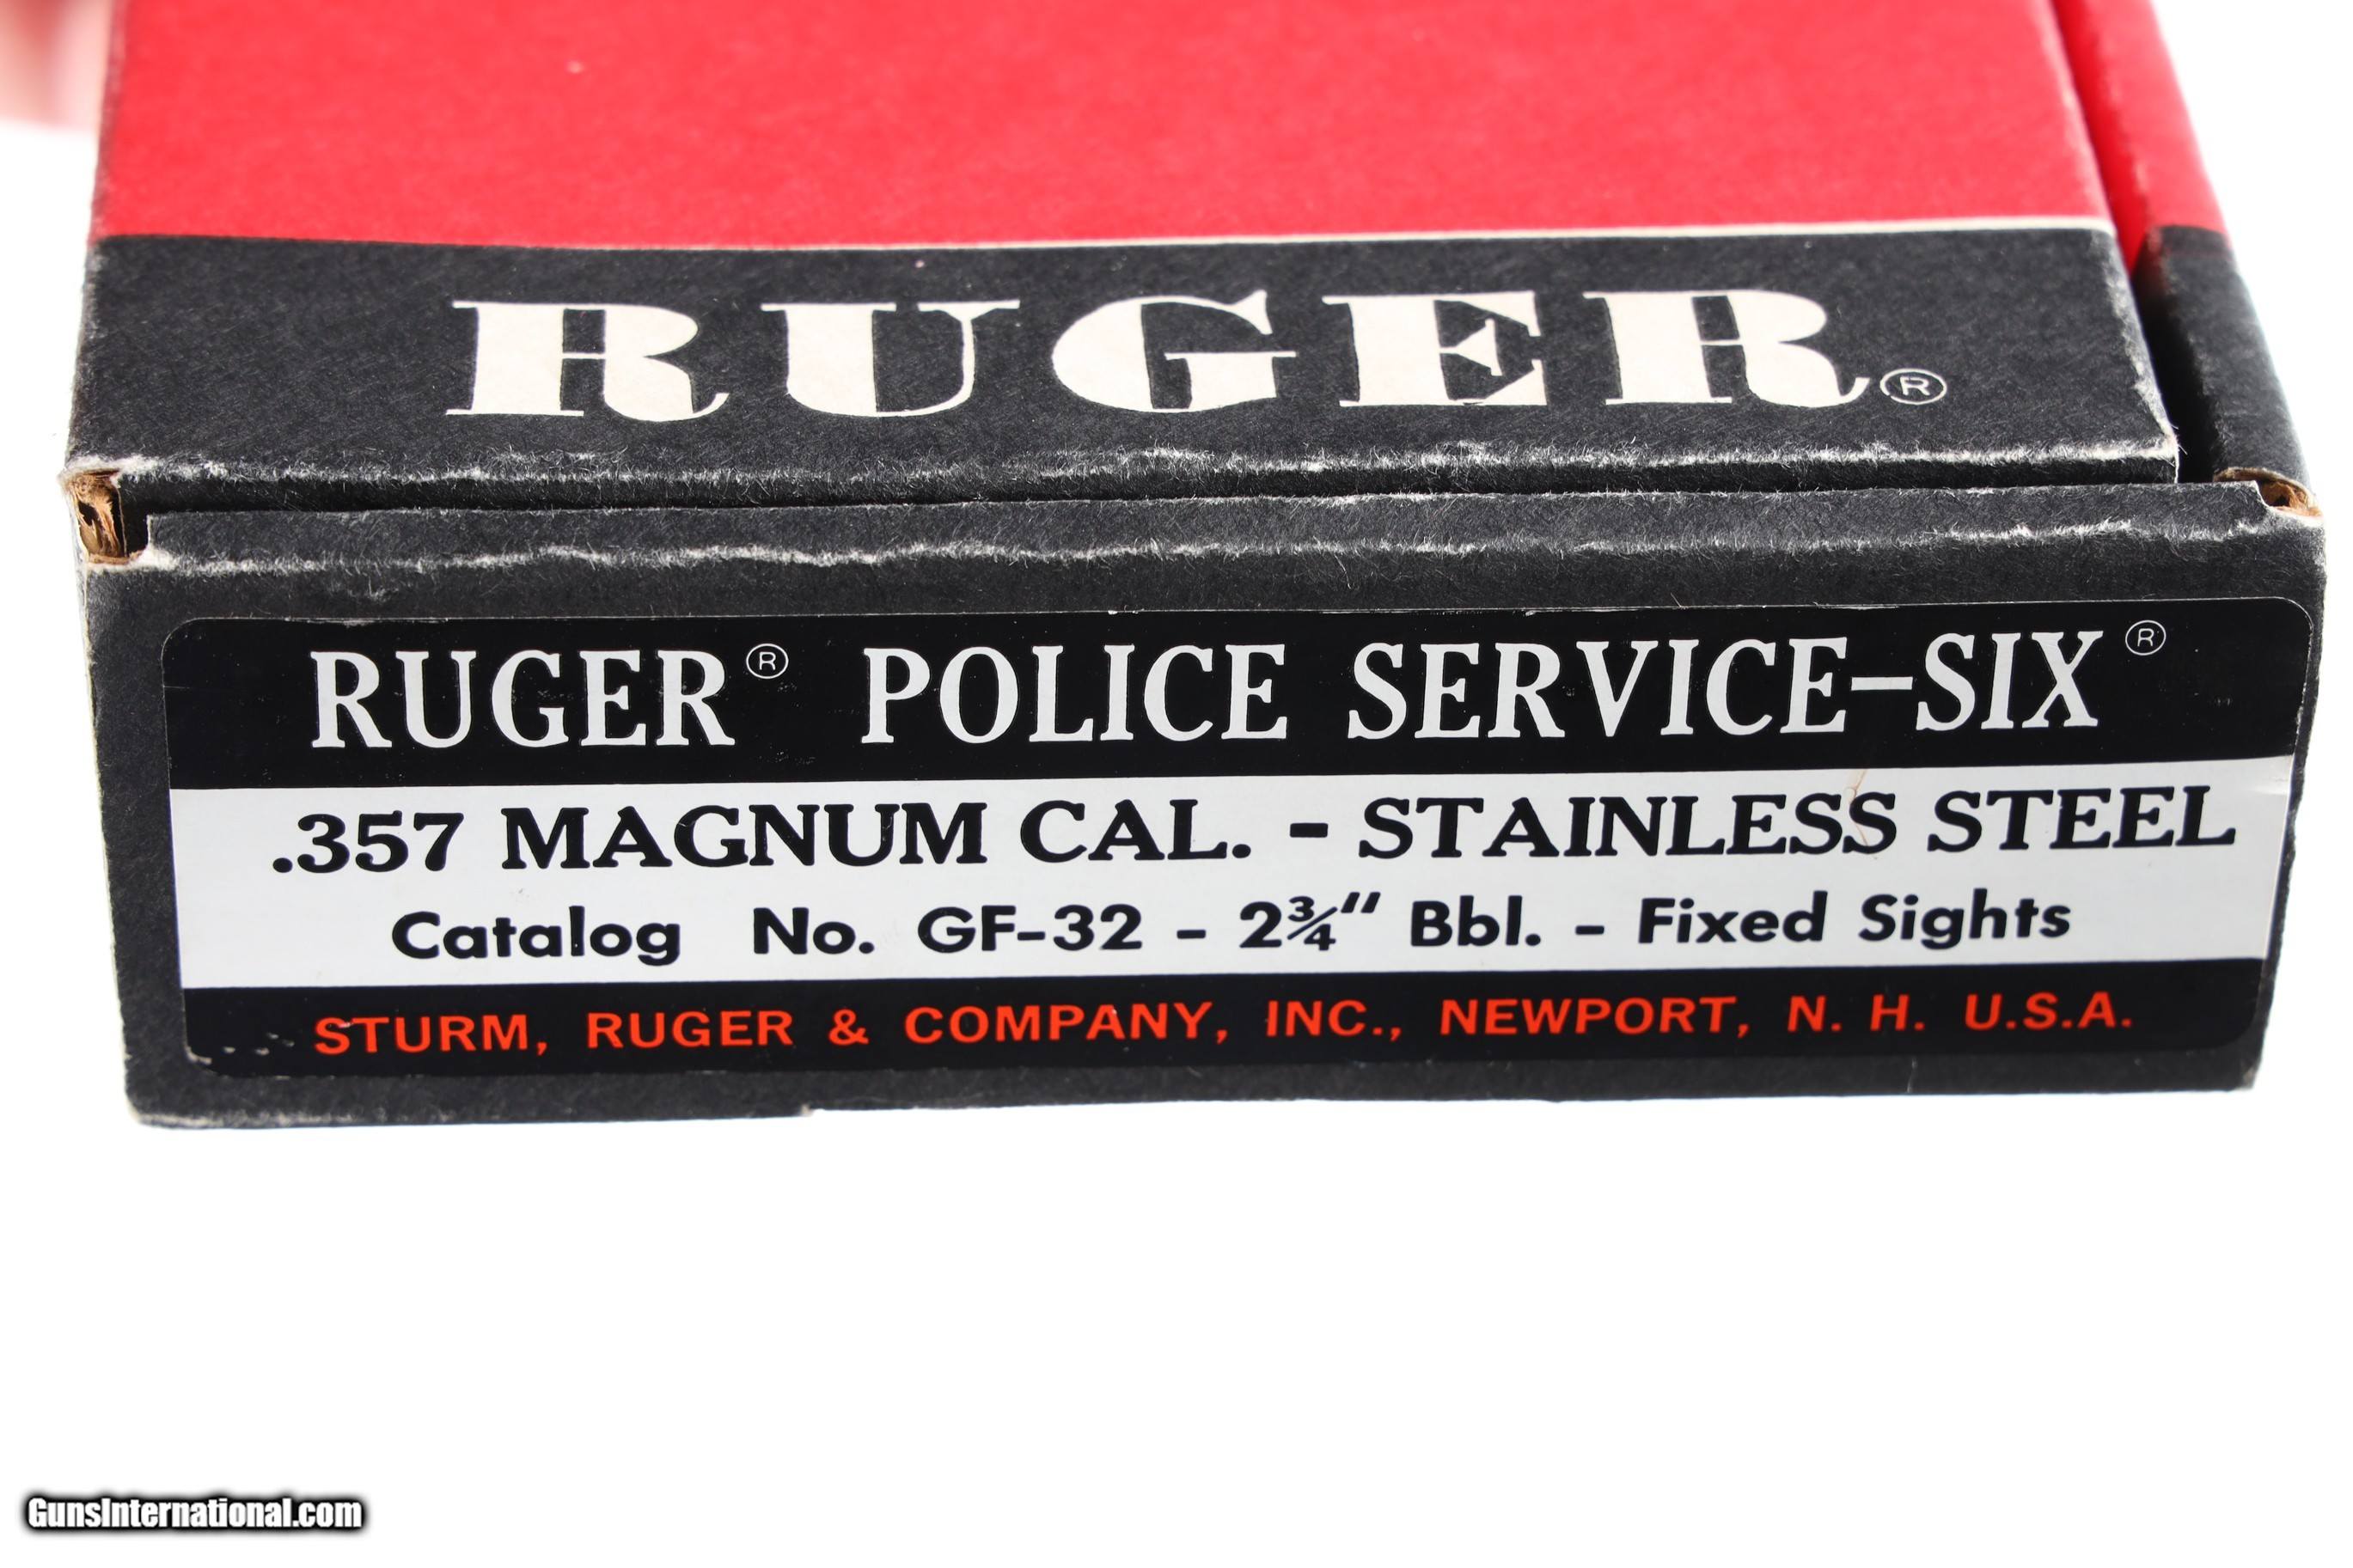 RUGER®
RUGER® POLICE SERVICE-SIX®
.357 MAGNUM CAL. - STAINLESS STEEL
Catalog No. GF-32 - 2¾" Bbl. - Fixed Sights
STURM, RUGER & COMPANY, INC., NEWPORT, N. H. U.S.A.
GunsInternational.com